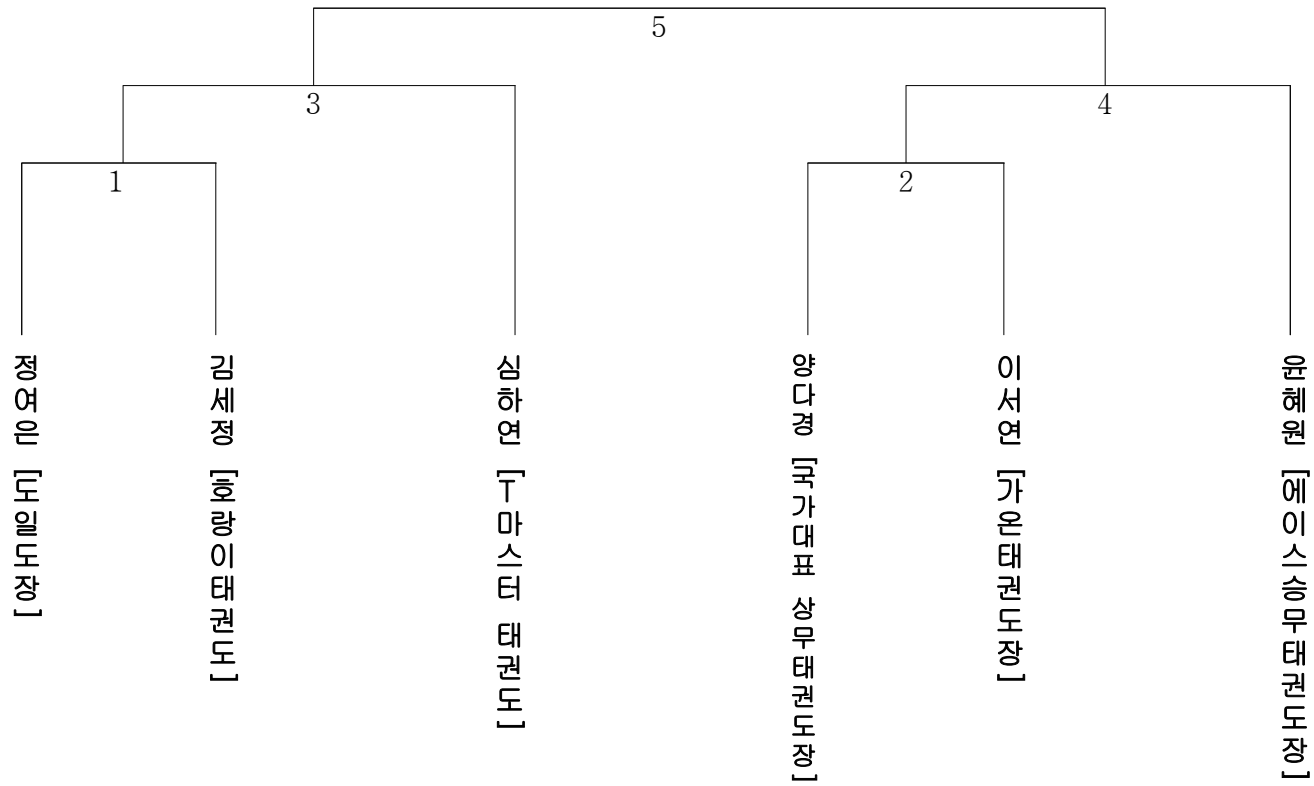 5
3
4
1
2
정여은 [도일도장]
김세정 [호랑이태권도]
심하연 [T마스터 태권도]
양다경 [국가대표 상무태권도장]
이서연 [가온태권도장]
윤혜원 [에이스승무태권도장]